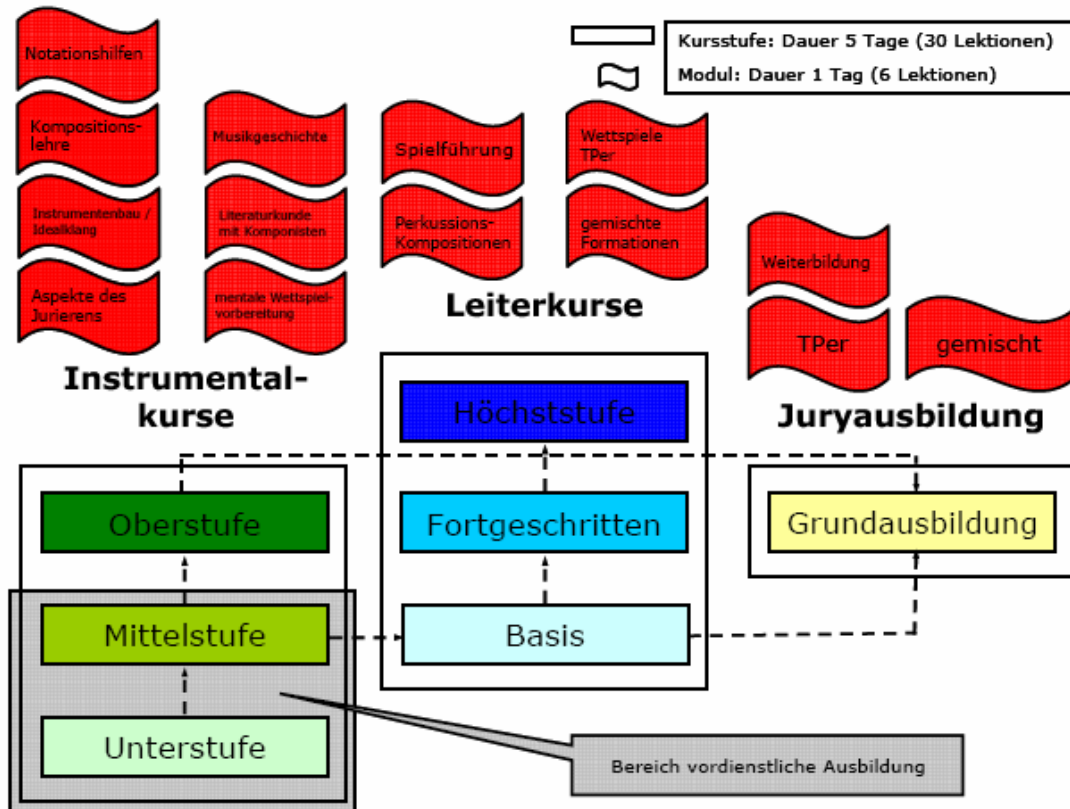 Notationshilfen
Kompositions-
lehre
Instrumentenbau /
Idealklang
Aspekte des
Jurierens
Musikgeschichte
Literaturkunde
mit Komponisten
mentale Wettspiel-
vorbereitung
Instrumental-
kurse
Oberstufe
Mittelstufe
Unterstufe
Spielführung
Perkussions-
Kompositionen
Wettspiele
TPer
gemischte
Formationen
Leiterkurse
Höchststufe
Fortgeschritten
Basis
Kursstufe: Dauer 5 Tage (30 Lektionen)
Modul: Dauer 1 Tag (6 Lektionen)
Weiterbildung
TPer
gemischt
Juryausbildung
Grundausbildung
Bereich vordienstliche Ausbildung